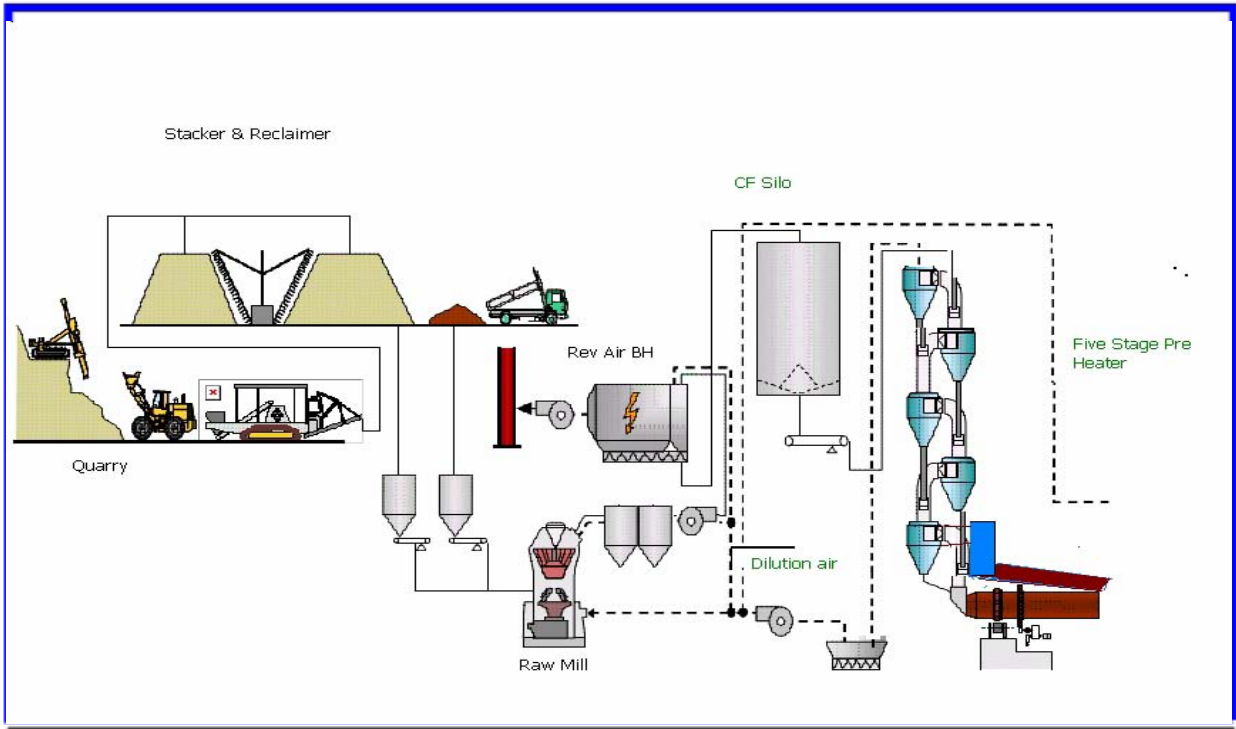 Stacker & Reclaimer
CF Silo
Five Stage Pre
Heater
Rev Air BH
Quarry
Dilution air
Raw Mill